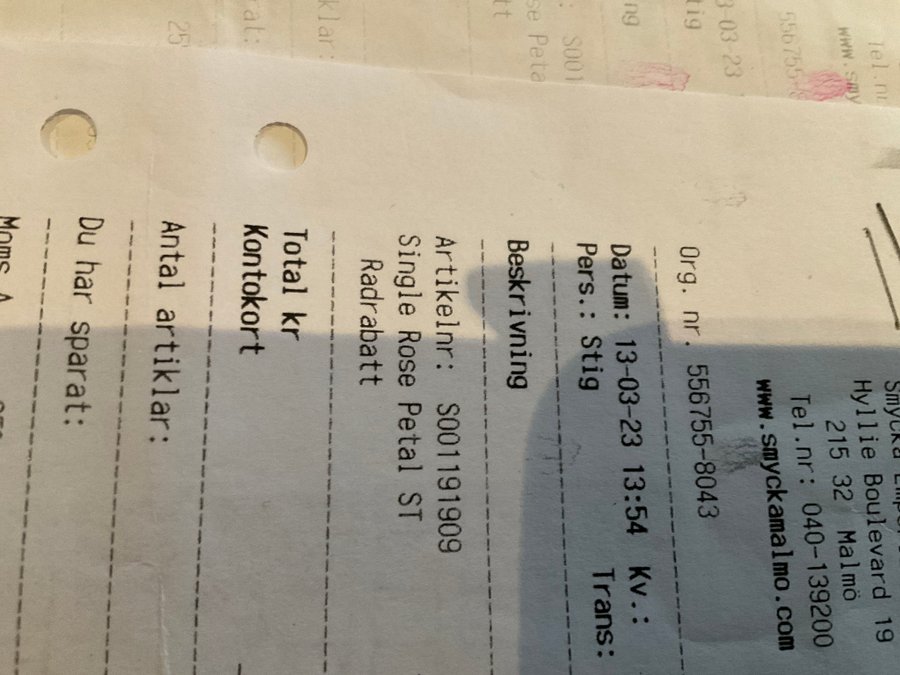 Hyllie Boulevard 19
215 32 Malmö
Tel.nr: 040-139200
www.smyckamalmo.com
Org. nr. 556755-8043
Datum: 13-03-23 13:54 Kv.:
Pers.: Stig Trans:
Beskrivning
Artikelnr: S001191909
Single Rose Petal ST
Radrabatt
Total kr
Kontokort
Antal artiklar:
Du har sparat:
Moms A